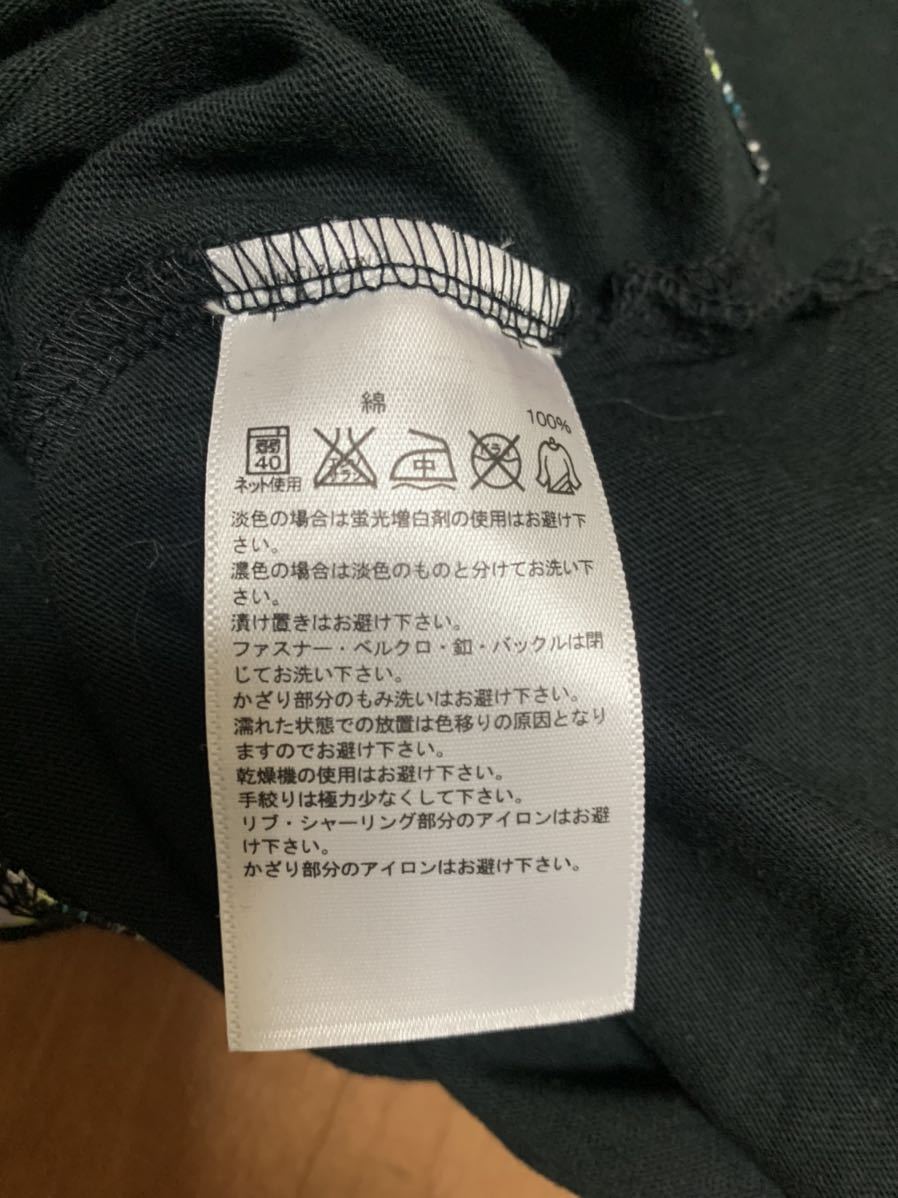 綿
100%
弱
40
エンソ
サラシ
中
ドライ
ネット使用
淡色の場合は蛍光増白剤の使用はお避け下
さい。
濃色の場合は淡色のものと分けてお洗い下
さい。
漬け置きはお避け下さい。
ファスナー・ベルクロ・釦・バックルは閉
じてお洗い下さい。
かざり部分のもみ洗いはお避け下さい。
濡れた状態での放置は色移りの原因となり
ますのでお避け下さい。
乾燥機の使用はお避け下さい。
手絞りは極力少なくして下さい。
リブ・シャーリング部分のアイロンはお避
け下さい。
かざり部分のアイロンはお避け下さい。